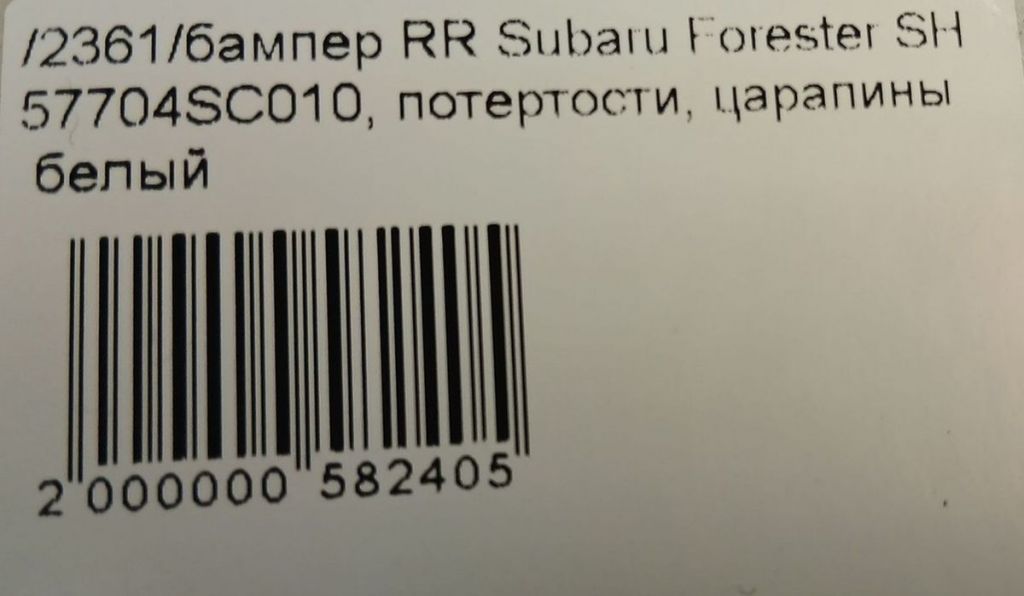 /2361/бампер RR Subaru Forester SH
57704SC010, потертости, царапины
белый
2 000000 582405